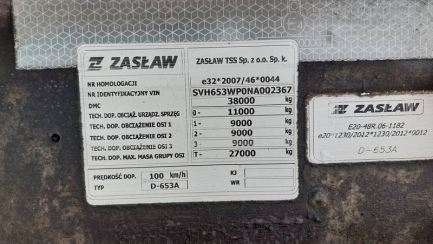 ZASŁAW
ZASŁAW TSS Sp. z o.o. Sp. k.
NR HOMOLOGACJI e32*2007/46*0044
NR IDENTYFIKACYJNY VIN SVH653WP0NA002367
DMC 38000 kg
TECH. DOP. OBCIĄŻ. URZĄDZ. SPRZĘG 0- 11000 kg
TECH. DOP. OBCIĄŻENIE OSI 1 1- 9000 kg
TECH. DOP. OBCIĄŻENIE OSI 2 2- 9000 kg
TECH. DOP. OBCIĄŻENIE OSI 3 3- 9000 kg
TECH. DOP. MAX. MASA GRUPY OSI T- 27000 kg
PRĘDKOŚĆ DOP. 100 km/h
TYP D-653A
KJ
WR
ZASŁAW
E20-48R.06-1182
e20*1230/2012*1230/2012*0012
D-653A